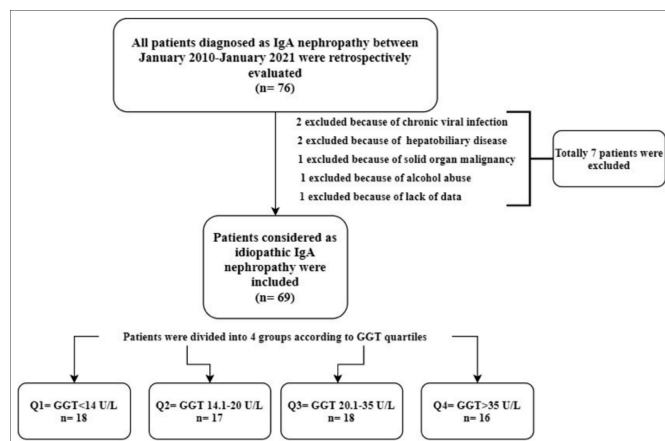 All patients diagnosed as IgA nephropathy between
January 2010-January 2021 were retrospectively
evaluated
(n= 76)
2 excluded because of chronic viral infection
2 excluded because of hepatobiliary disease
1 excluded because of solid organ malignancy
1 excluded because of alcohol abuse
1 excluded because of lack of data
Totally 7 patients were
excluded
Patients considered as
idiopathic IgA
nephropathy were
included
(n= 69)
Patients were divided into 4 groups according to GGT quartiles
Q1= GGT<14 U/L
n= 18
Q2= GGT 14.1-20 U/L
n= 17
Q3= GGT 20.1-35 U/L
n= 18
Q4= GGT>35 U/L
n= 16